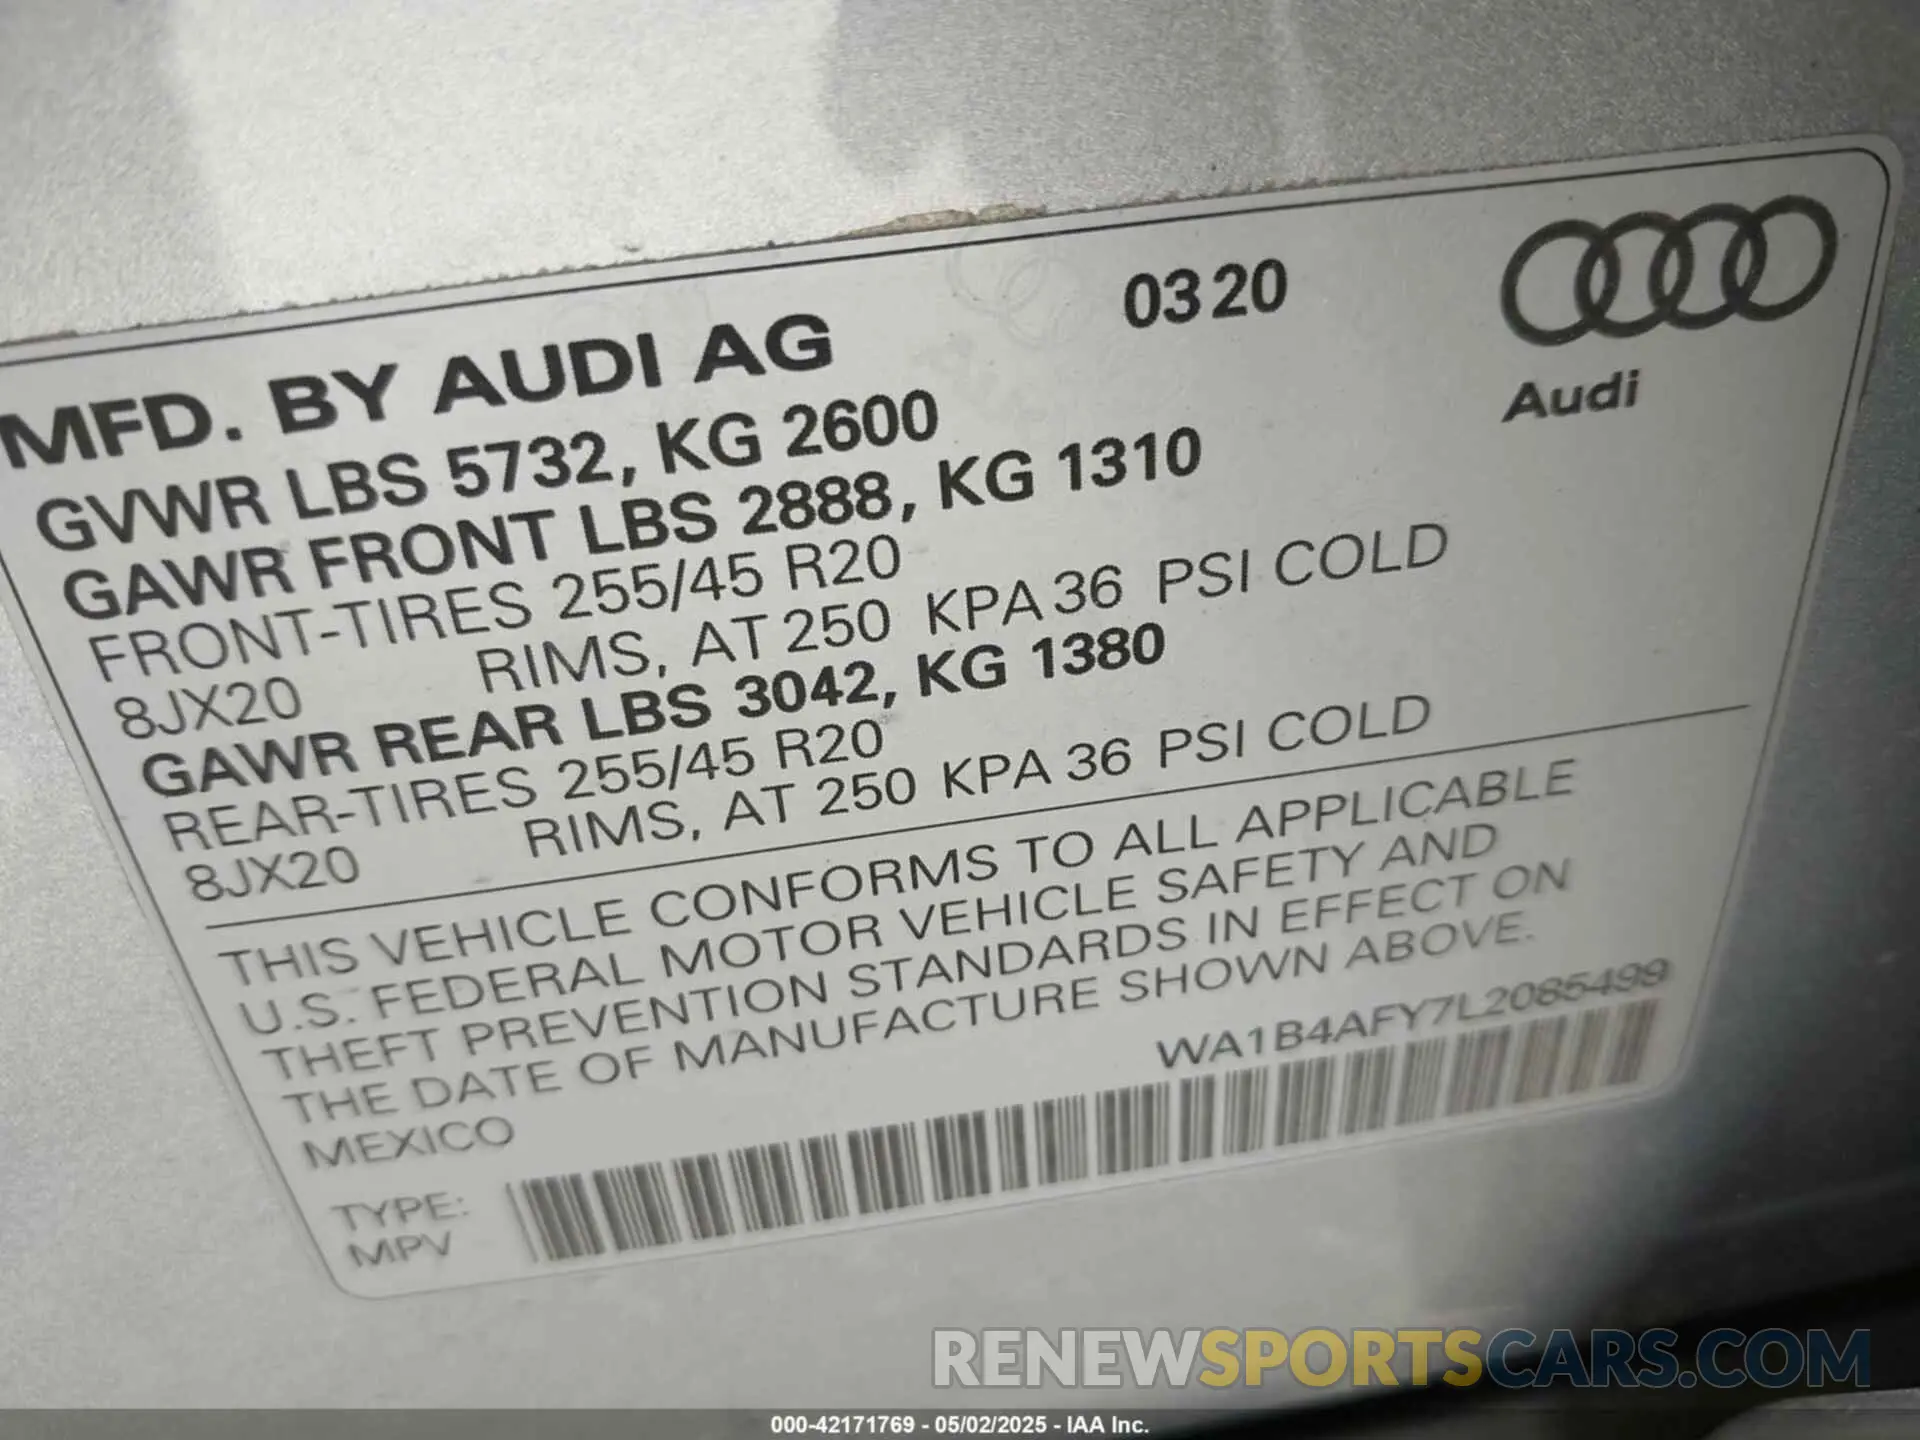 MFD. BY AUDI AG 0320
Audi
GVWR LBS 5732, KG 2600
GAWR FRONT LBS 2888, KG 1310
FRONT-TIRES 255/45 R20
8JX20 RIMS, AT 250 KPA 36 PSI COLD
GAWR REAR LBS 3042, KG 1380
REAR-TIRES 255/45 R20
8JX20 RIMS, AT 250 KPA 36 PSI COLD
THIS VEHICLE CONFORMS TO ALL APPLICABLE
U.S. FEDERAL MOTOR VEHICLE SAFETY AND
THEFT PREVENTION STANDARDS IN EFFECT ON
THE DATE OF MANUFACTURE SHOWN ABOVE.
MEXICO WA1B4AFY7L2085499
TYPE:
MPV
RENEWSPORTSCARS.COM
000-42171769 - 05/02/2025 - IAA Inc.